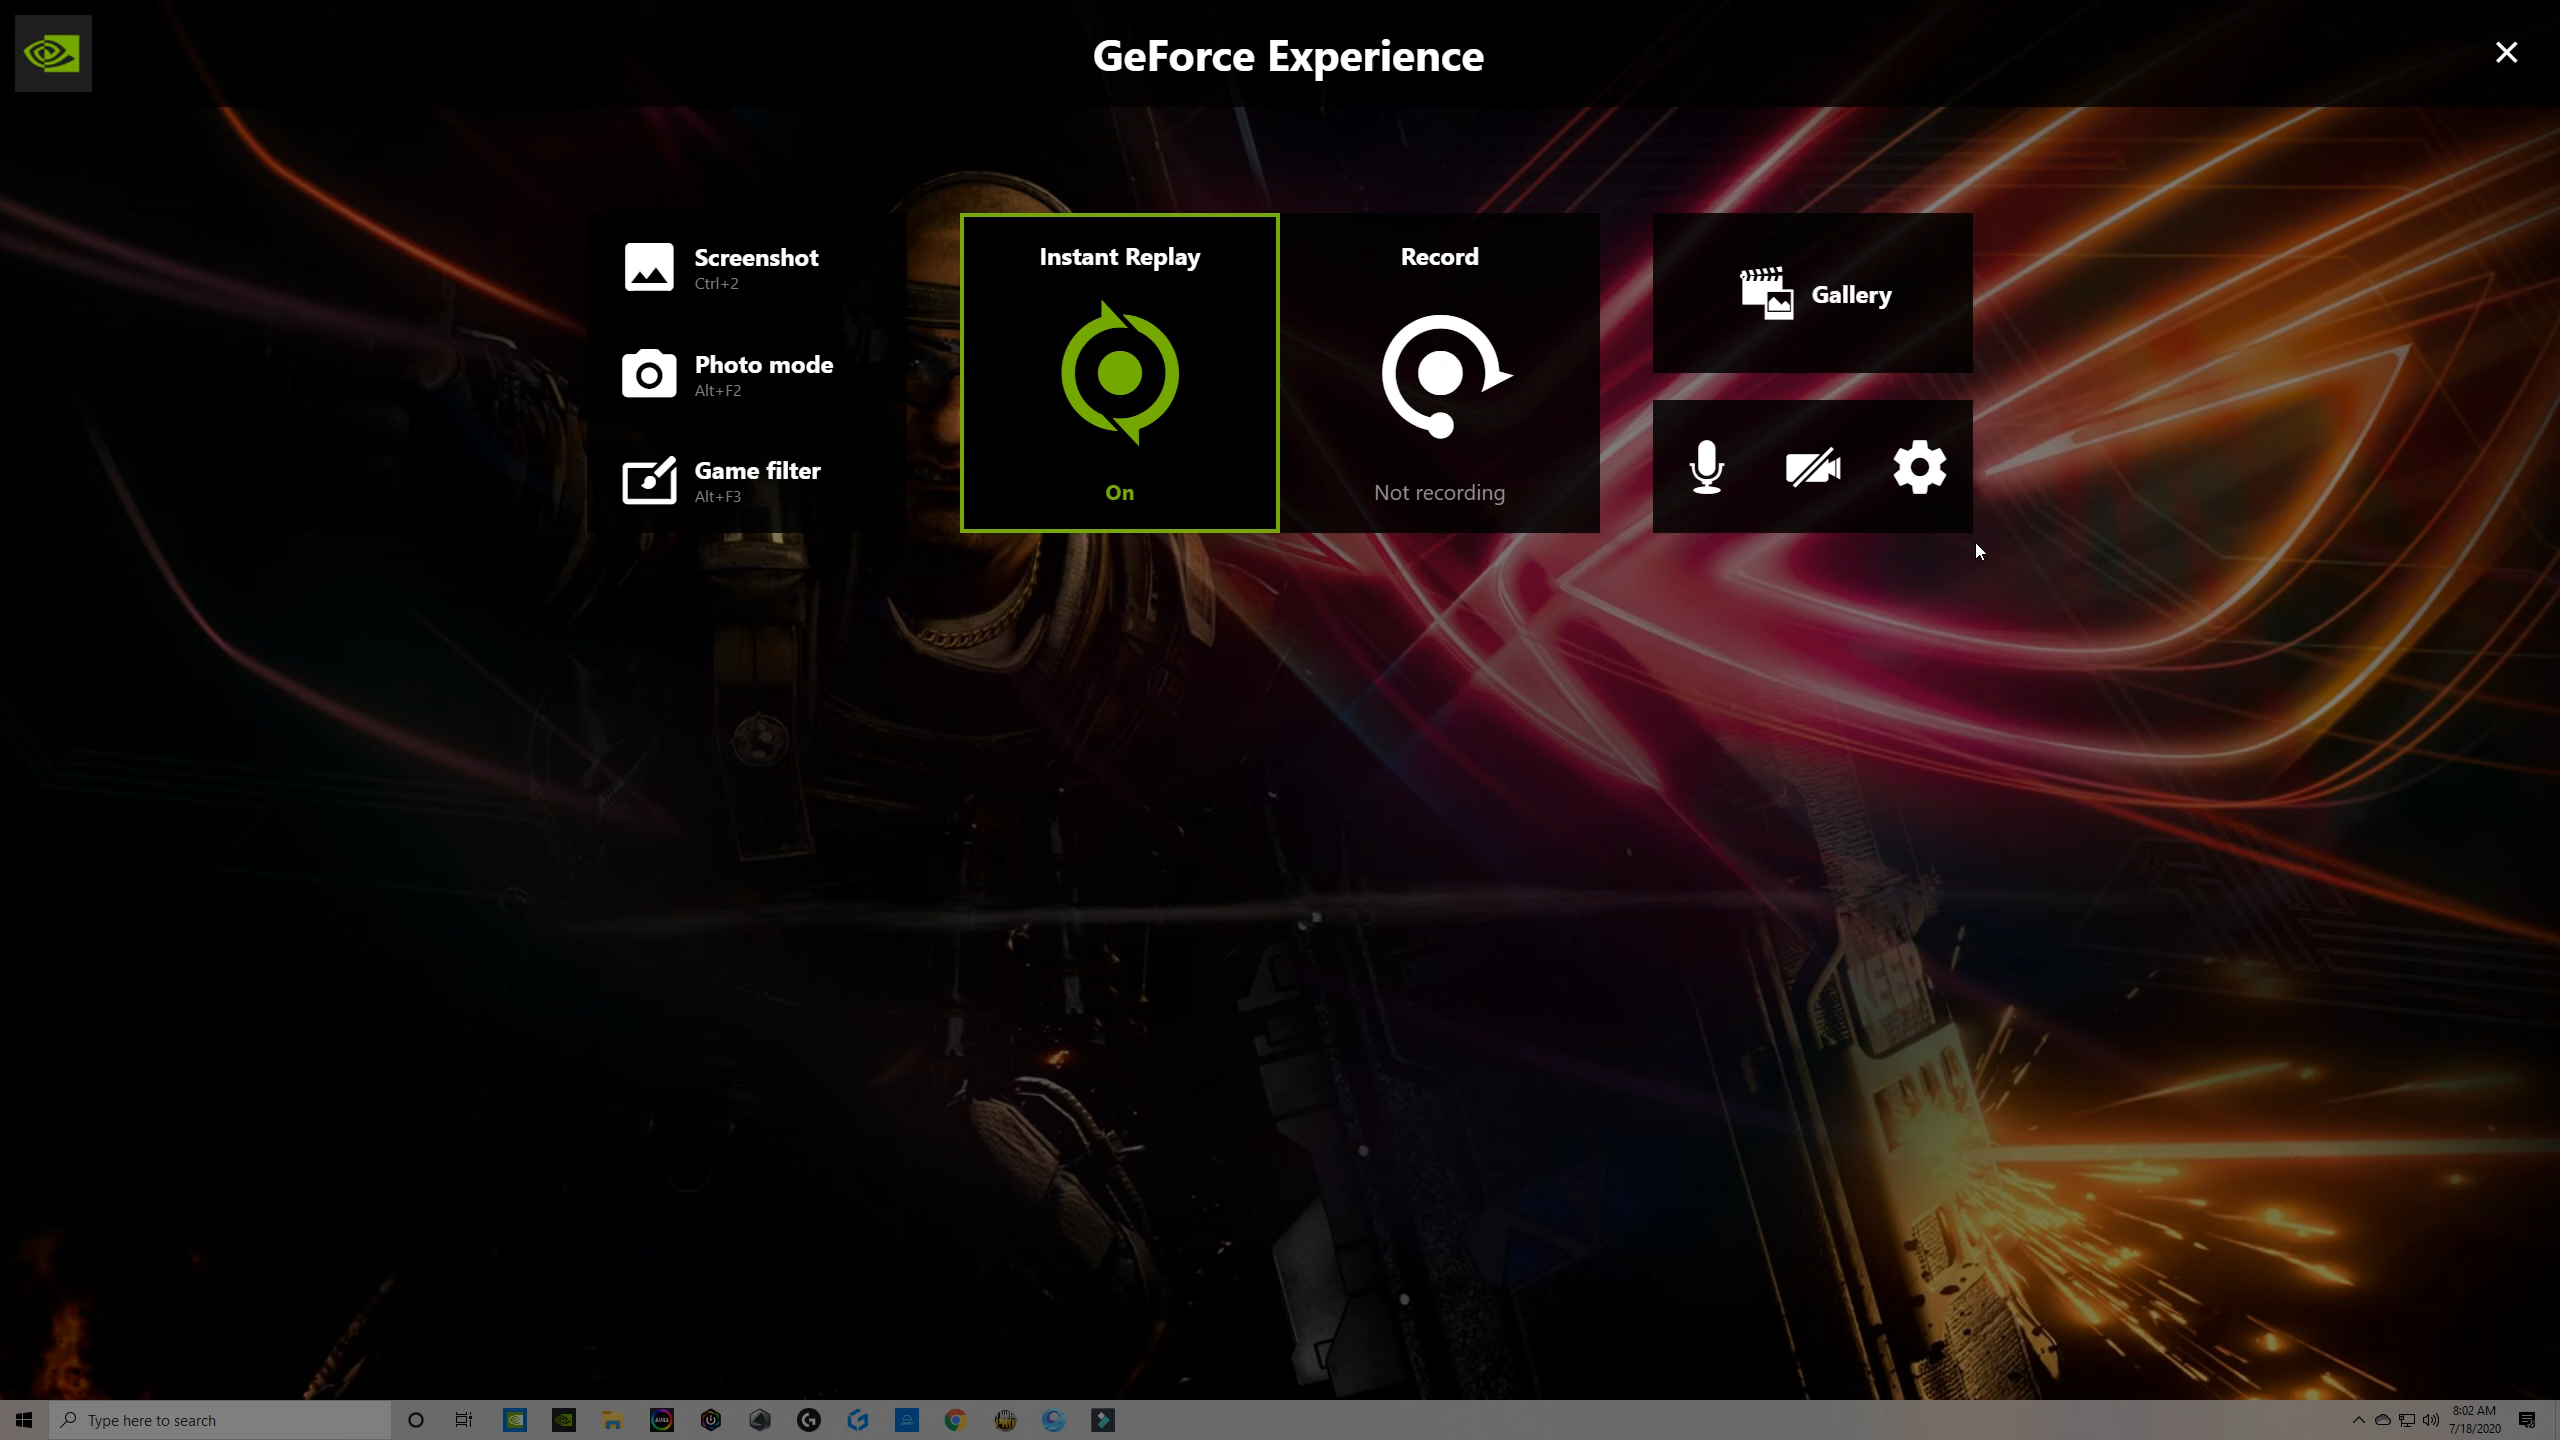 GeForce Experience
Screenshot
Ctrl+2
Photo mode
Alt+F2
Game filter
Alt+F3
Instant Replay
On
Record
Not recording
Gallery
Type here to search
AURA
8:02 AM
7/18/2020